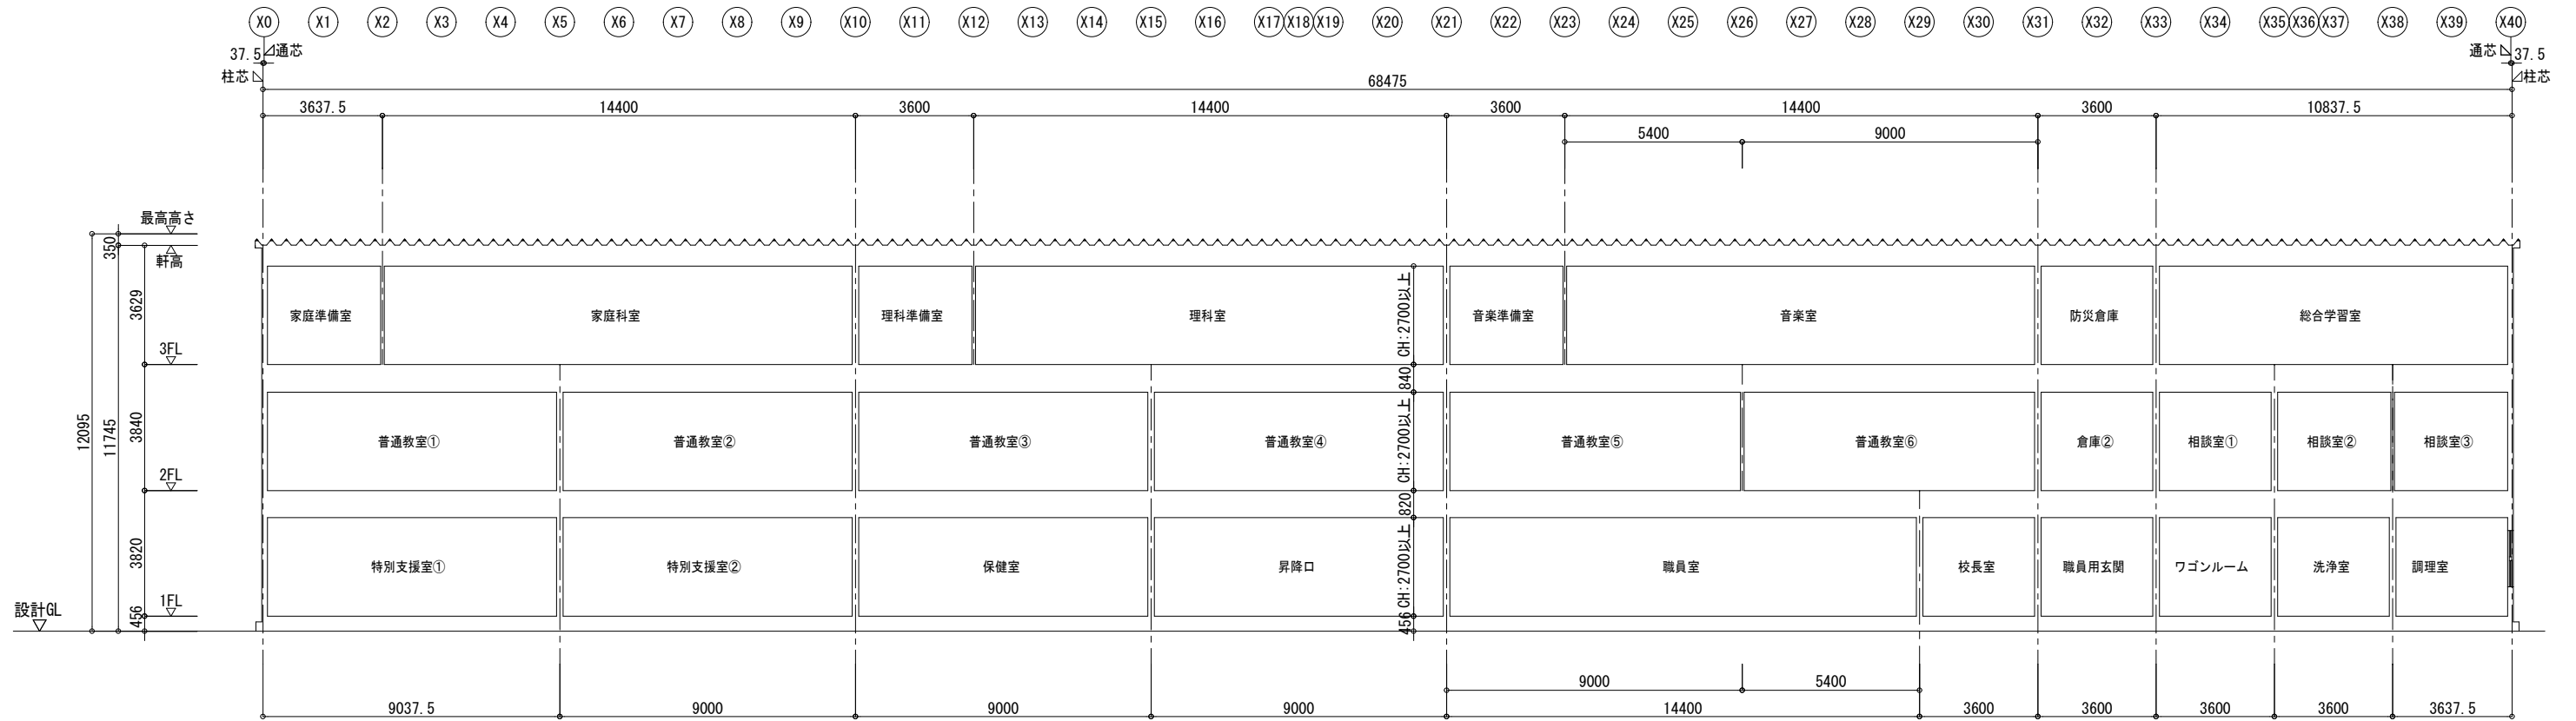 X0 X1 X2 X3 X4 X5 X6 X7 X8 X9 X10 X11 X12 X13 X14 X15 X16 X17 X18 X19 X20 X21 X22 X23 X24 X25 X26 X27 X28 X29 X30 X31 X32 X33 X34 X35 X36 X37 X38 X39 X40
通芯 通芯
37.5 37.5
柱芯 柱芯
68475
3637.5 14400 3600 14400 3600 14400 3600 10837.5
5400 9000
最高高さ
350
軒高
3629
家庭準備室 家庭科室 理科準備室 理科室 CH:2700以上 音楽準備室 音楽室 防災倉庫 総合学習室
3FL
840
12095
11745
3840
普通教室① 普通教室② 普通教室③ 普通教室④ CH:2700以上 普通教室⑤ 普通教室⑥ 倉庫② 相談室① 相談室② 相談室③
2FL
820
3820
特別支援室① 特別支援室② 保健室 昇降口 CH:2700以上 職員室 校長室 職員用玄関 ワゴンルーム 洗浄室 調理室
1FL
設計GL
456 456
9000 5400
9037.5 9000 9000 9000 14400 3600 3600 3600 3600 3637.5